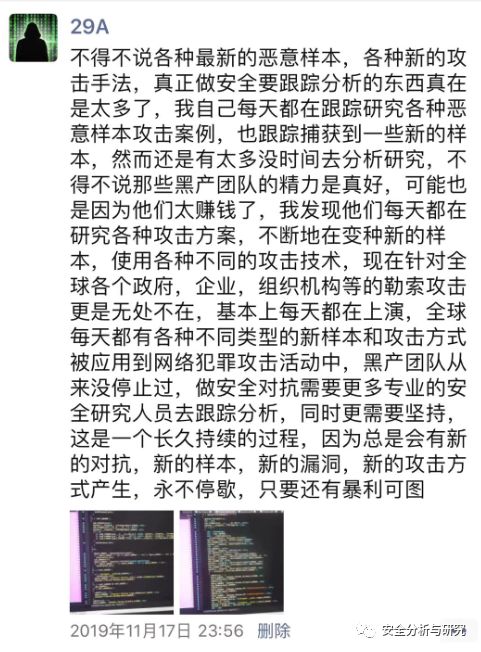 29A
不得不说各种最新的恶意样本，各种新的攻
击手法，真正做安全要跟踪分析的东西真在
是太多了，我自己每天都在跟踪研究各种恶
意样本攻击案例，也跟踪捕获到一些新的样
本，然而还是有太多没时间去分析研究，不
得不说那些黑产团队的精力是真好，可能也
是因为他们太赚钱了，我发现他们每天都在
研究各种攻击方案，不断地在变种新的样
本，使用各种不同的攻击技术，现在针对全
球各个政府，企业，组织机构等的勒索攻击
更是无处不在，基本上每天都在上演，全球
每天都有各种不同类型的新样本和攻击方式
被应用到网络犯罪攻击活动中，黑产团队从
来没停止过，做安全对抗需要更多专业的安
全研究人员去跟踪分析，同时更需要坚持，
这是一个长久持续的过程，因为总是会有新
的对抗，新的样本，新的漏洞，新的攻击方
式产生，永不停歇，只要还有暴利可图
2019年11月17日 23:56 删除
安全分析与研究